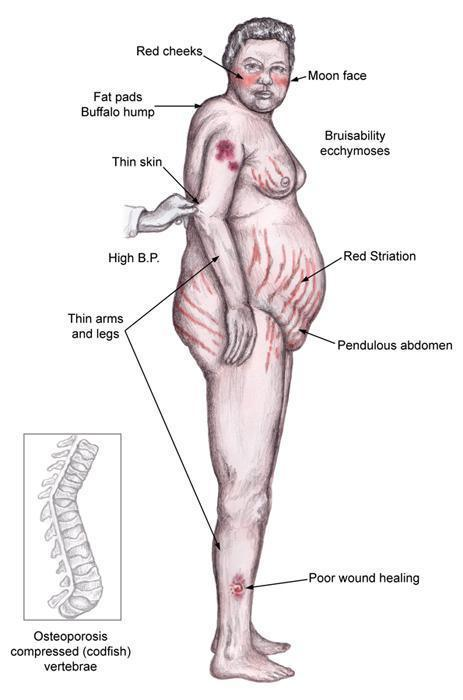 Red cheeks
Moon face
Fat pads
Buffalo hump
Bruisability
ecchymoses
Thin skin
High B.P.
Red Striation
Thin arms
and legs
Pendulous abdomen
Poor wound healing
Osteoporosis
compressed (codfish)
vertebrae